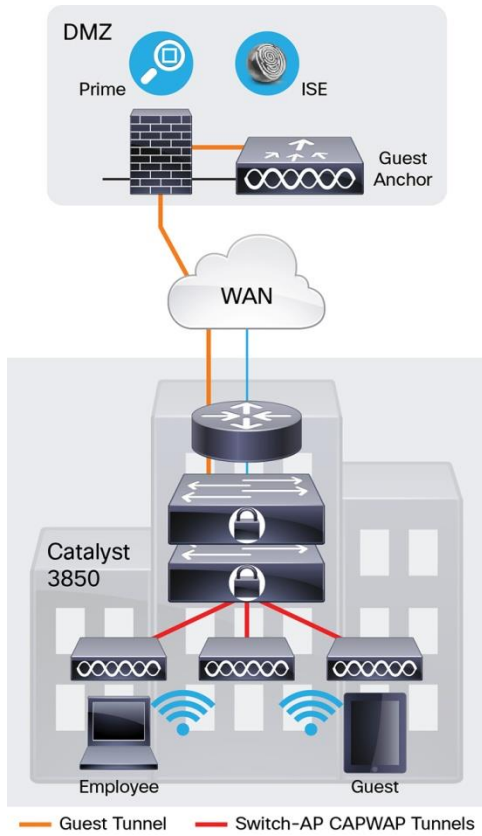 DMZ
Prime
ISE
Guest
Anchor
WAN
Catalyst
3850
Employee
Guest
Guest Tunnel
Switch-AP CAPWAP Tunnels